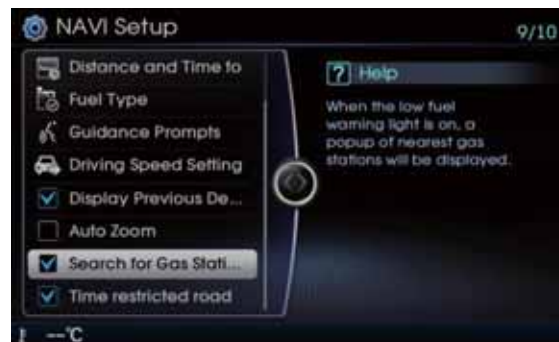 NAVI Setup
9/10
Distance and Time to
Fuel Type
Guidance Prompts
Driving Speed Setting
Display Previous De...
Auto Zoom
Search for Gas Stati....
Time restricted road
? Help
When the low fuel
warning light is on, a
popup of nearest gas
stations will be displayed.
--°C